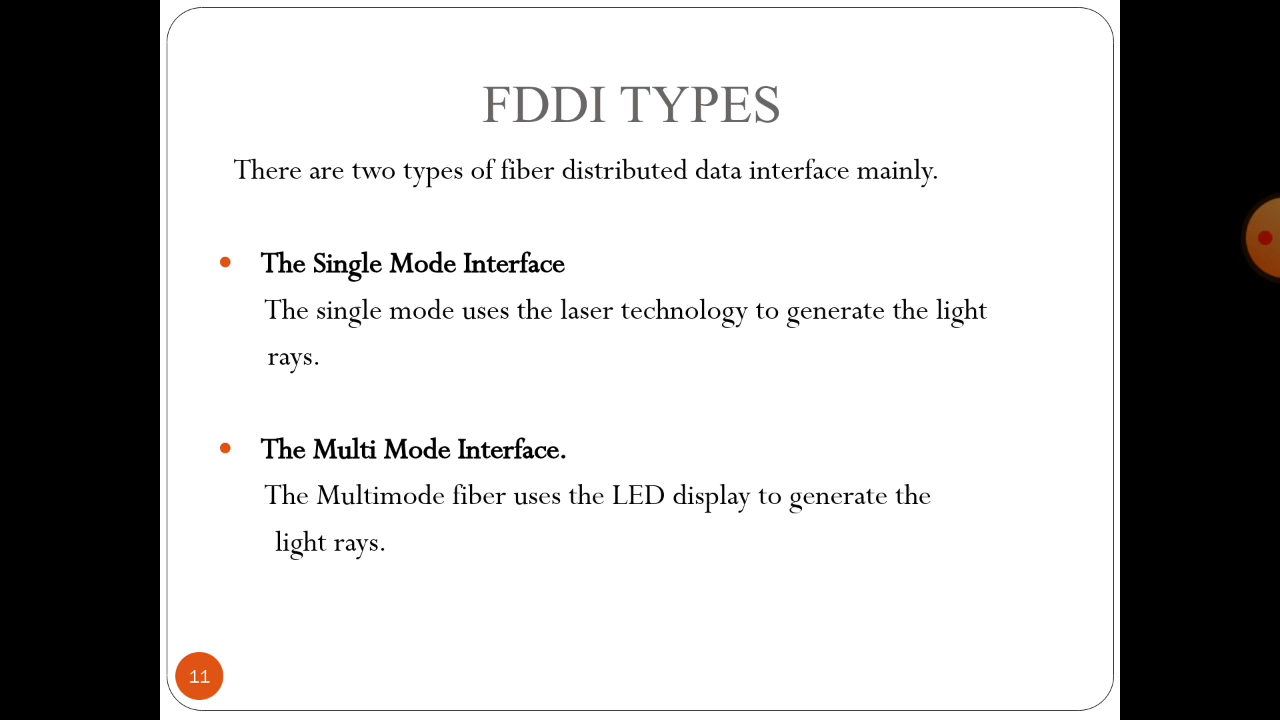 FDDI TYPES
There are two types of fiber distributed data interface mainly.
The Single Mode Interface
The single mode uses the laser technology to generate the light
rays.
The Multi Mode Interface.
The Multimode fiber uses the LED display to generate the
light rays.
11